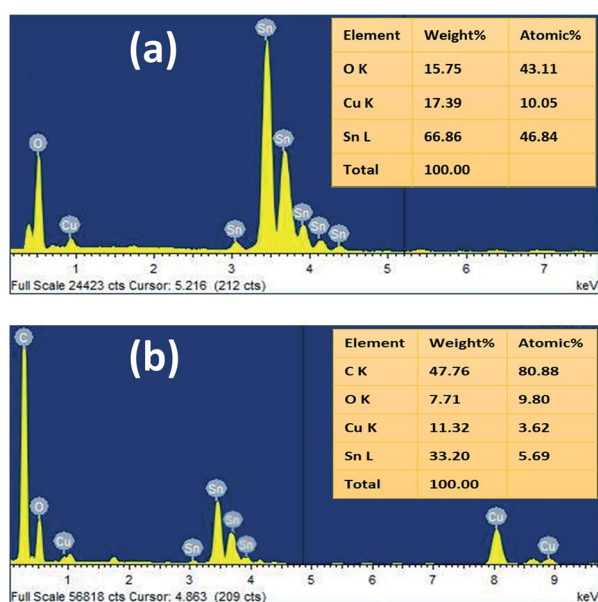 (a)
Sn
Element Weight% Atomic%
O K 15.75 43.11
Cu K 17.39 10.05
Sn L 66.86 46.84
Total 100.00
O
Sn
Cu
Sn
Sn
Sn
Sn
1 2 3 4 5 6 7
Full Scale 24423 cts Cursor: 5.216 (212 cts) keV
(b)
C
Element Weight% Atomic%
C K 47.76 80.88
O K 7.71 9.80
Cu K 11.32 3.62
Sn L 33.20 5.69
Total 100.00
Sn
O
Sn
Cu
Cu
Sn
Sn
Cu
1 2 3 4 5 6 7 8 9
Full Scale 56818 cts Cursor: 4.863 (209 cts) keV